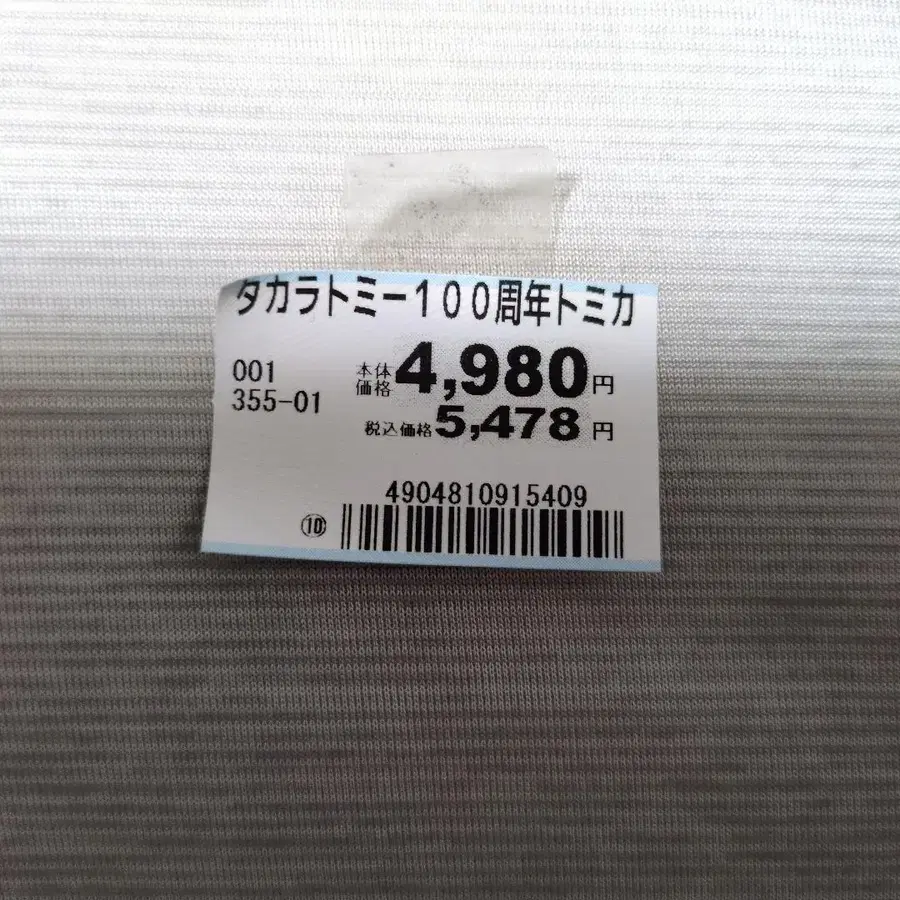 タカラトミー１００周年トミカ
001
355-01
本体
価格
4,980円
税込価格5,478円
4904810915409
⑩